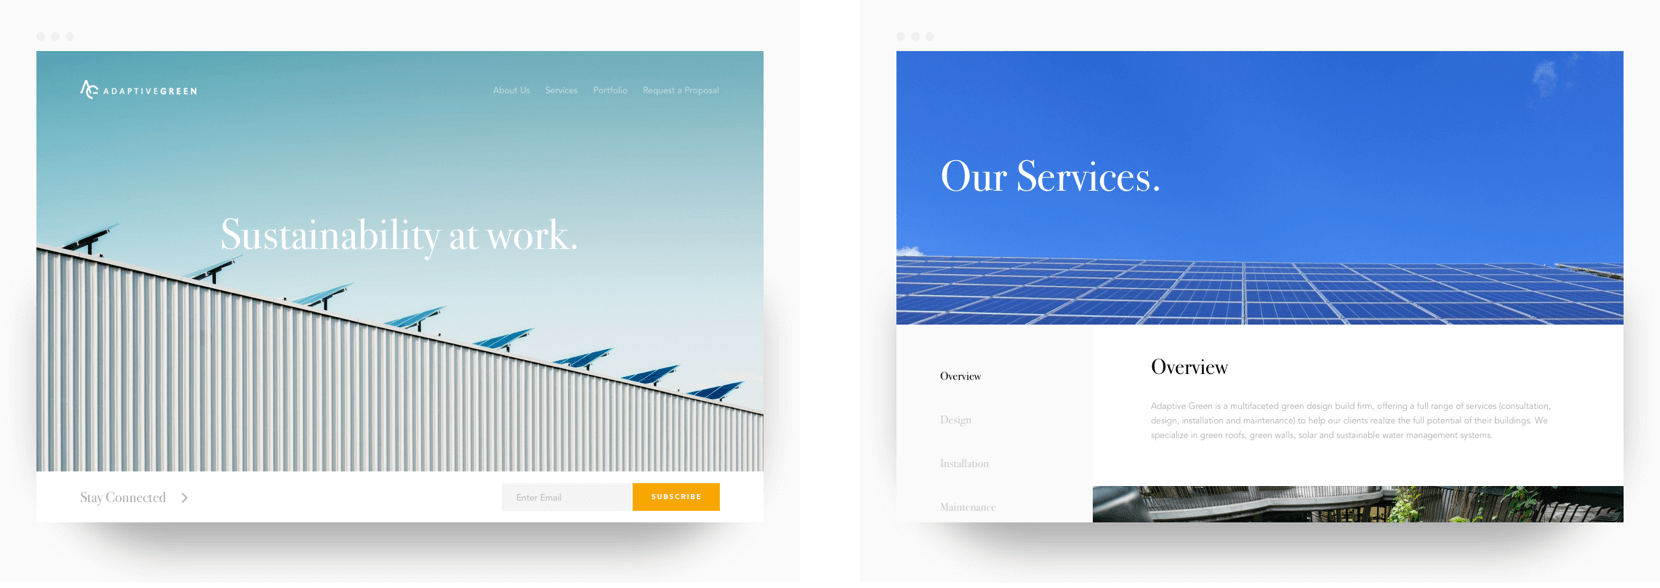 ADAPTIVEGREEN
About Us Services Portfolio Request a Proposal
Sustainability at work.
Stay Connected
Enter Email
SUBSCRIBE
Our Services.
Overview
Design
Installation
Maintenance
Overview
Adaptive Green is a multifaceted green design build firm, offering a full range of services (consultation,
design, installation and maintenance) to help our clients realize the full potential of their buildings. We
specialize in green roofs, green walls, solar and sustainable water management systems.